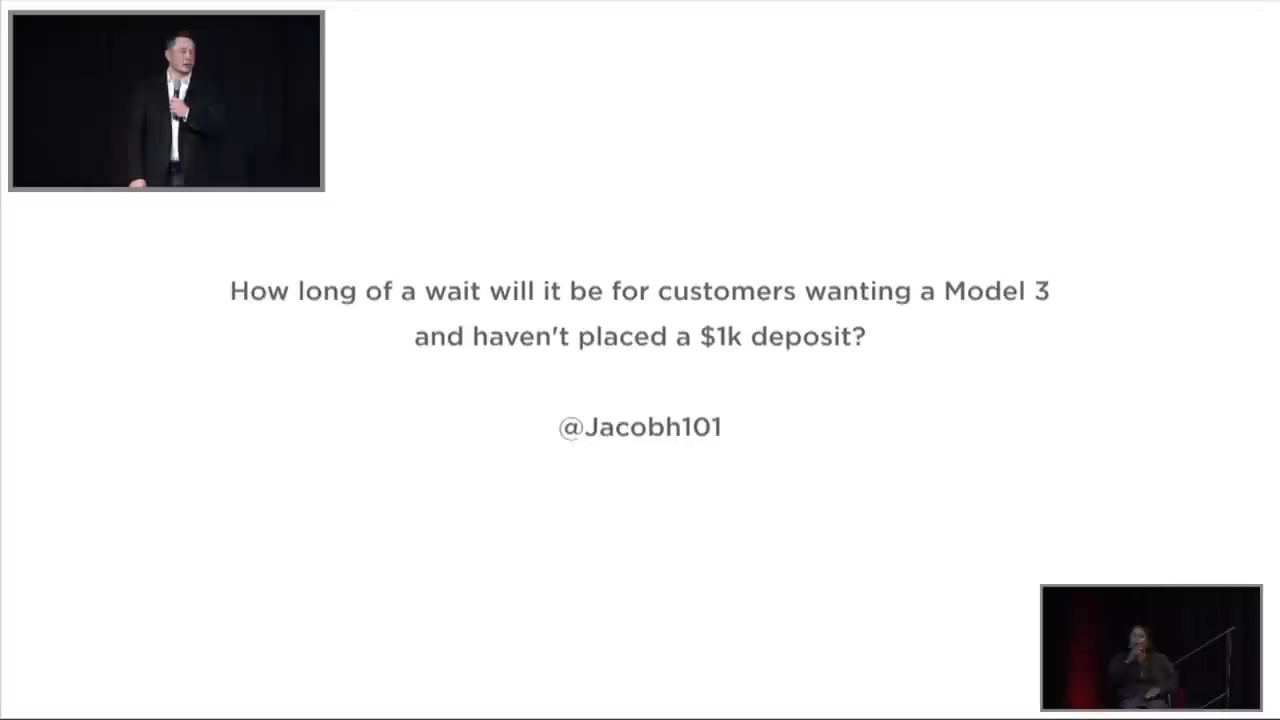 How long of a wait will it be for customers wanting a Model 3
and haven't placed a $1k deposit?
@Jacobh101